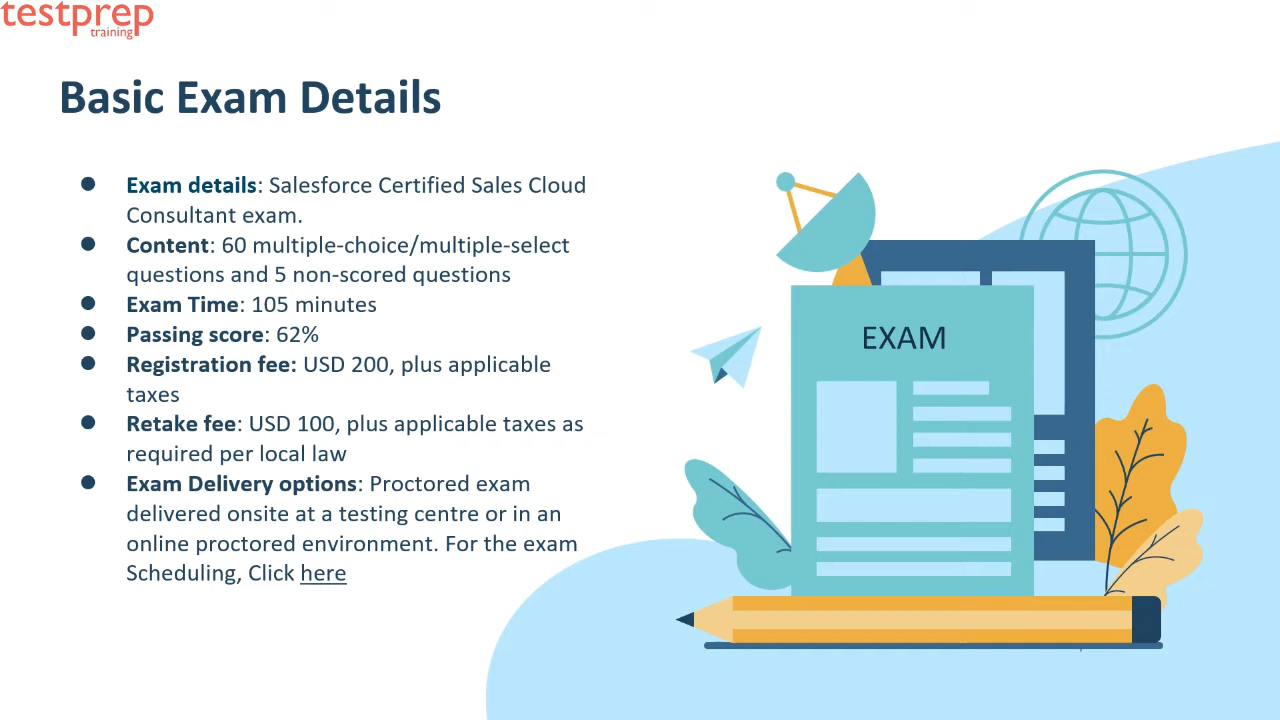 testprep
training
Basic Exam Details
● Exam details: Salesforce Certified Sales Cloud
Consultant exam.
● Content: 60 multiple-choice/multiple-select
questions and 5 non-scored questions
● Exam Time: 105 minutes
● Passing score: 62%
● Registration fee: USD 200, plus applicable
taxes
● Retake fee: USD 100, plus applicable taxes as
required per local law
● Exam Delivery options: Proctored exam
delivered onsite at a testing centre or in an
online proctored environment. For the exam
Scheduling, Click here
EXAM